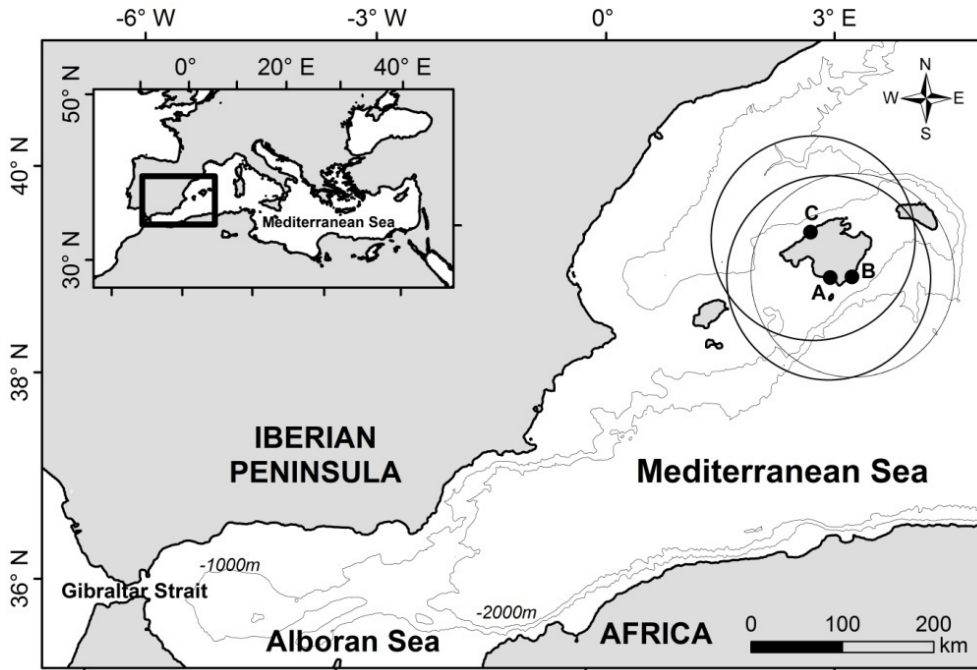 -6° W
-3° W
0°
3° E
0°
20° E
40° E
50° N
30° N
Mediterranean Sea
N
W
E
S
40° N
38° N
36° N
C
B
A
IBERIAN
PENINSULA
Mediterranean Sea
-1000m
-2000m
Gibraltar Strait
Alboran Sea
AFRICA
0
100
200
km